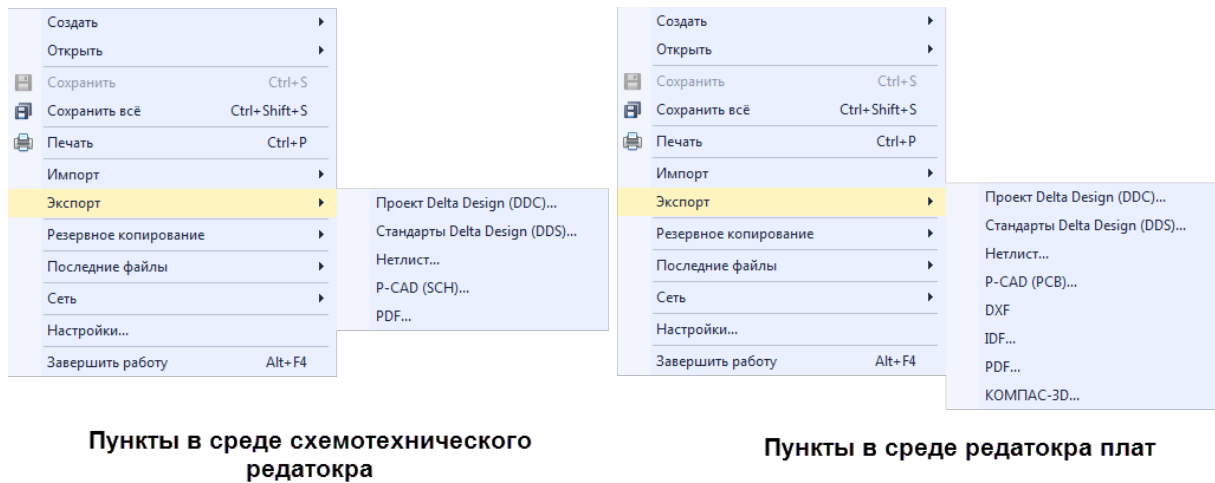 Создать
Открыть
Сохранить Ctrl+S
Сохранить всё Ctrl+Shift+S
Печать Ctrl+P
Импорт
Экспорт
Резервное копирование
Последние файлы
Сеть
Настройки...
Завершить работу Alt+F4
Проект Delta Design (DDC)...
Стандарты Delta Design (DDS)...
Нетлист...
P-CAD (SCH)...
PDF...
Пункты в среде схемотехнического
редатокра
Создать
Открыть
Сохранить Ctrl+S
Сохранить всё Ctrl+Shift+S
Печать Ctrl+P
Импорт
Экспорт
Резервное копирование
Последние файлы
Сеть
Настройки...
Завершить работу Alt+F4
Проект Delta Design (DDC)...
Стандарты Delta Design (DDS)...
Нетлист...
P-CAD (PCB)...
DXF
IDF...
PDF...
КОМПАС-3D...
Пункты в среде редатокра плат